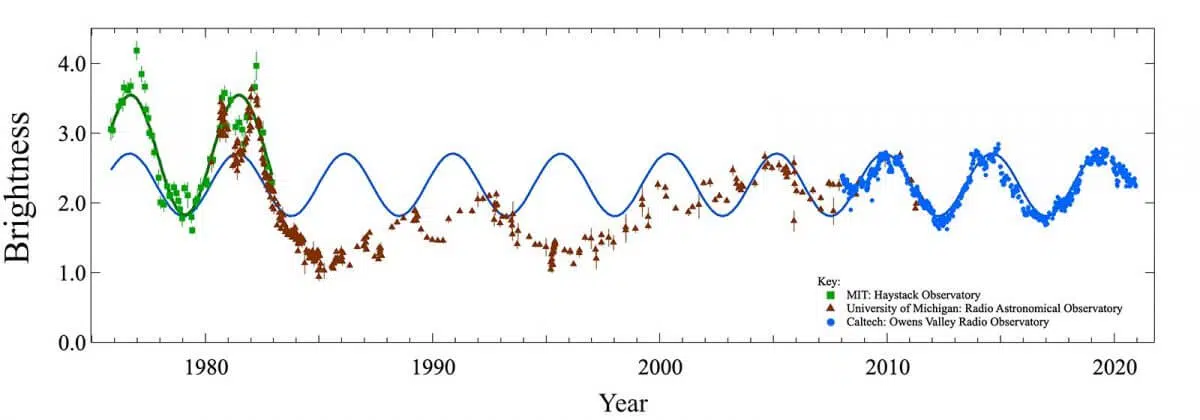 4.0
3.0
2.0
1.0
0.0
Brightness
Key:
MIT: Haystack Observatory
University of Michigan: Radio Astronomical Observatory
Caltech: Owens Valley Radio Observatory
1980 1990 2000 2010 2020
Year